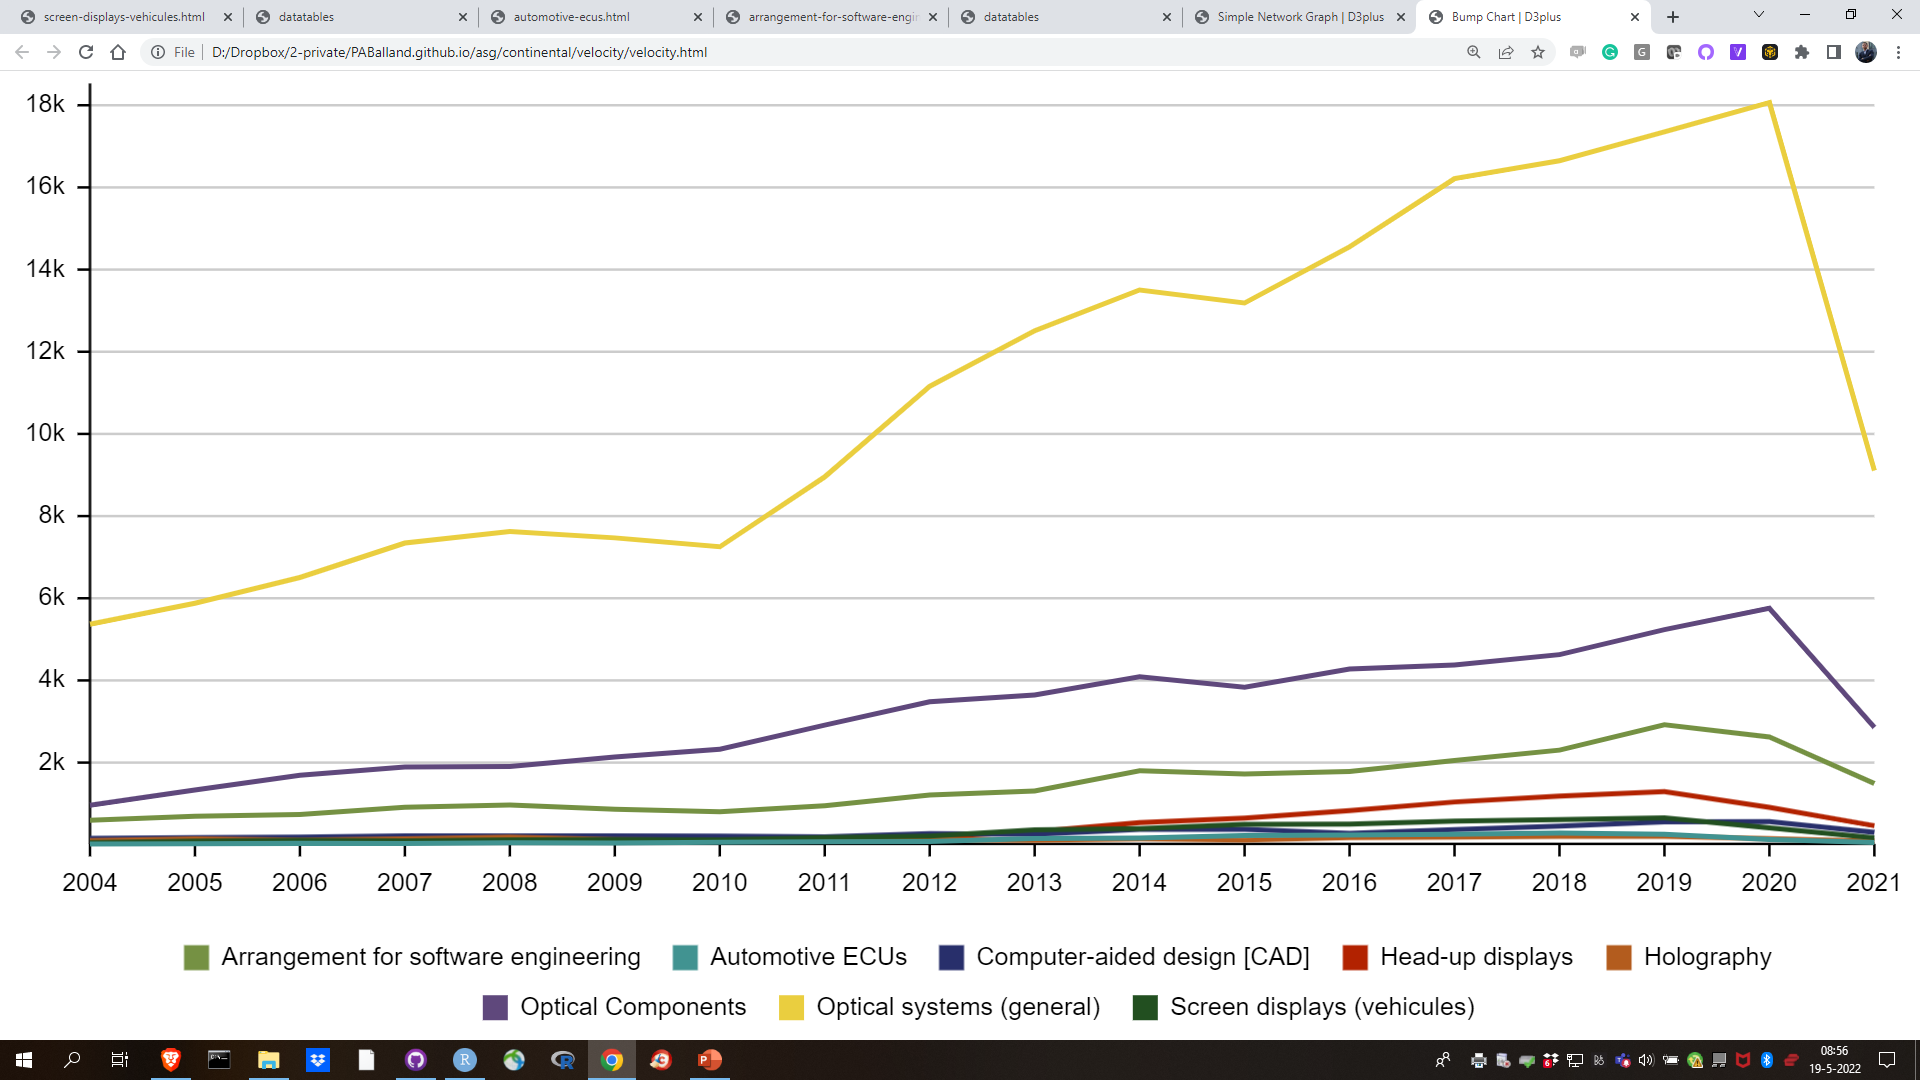 screen-displays-vehicules.html
datatables
automotive-ecus.html
arrangement-for-software-engin
datatables
Simple Network Graph | D3plus
Bump Chart | D3plus
File
D:/Dropbox/2-private/PABalland.github.io/asg/continental/velocity/velocity.html
18k
16k
14k
12k
10k
8k
6k
4k
2k
2004 2005 2006 2007 2008 2009 2010 2011 2012 2013 2014 2015 2016 2017 2018 2019 2020 2021
Arrangement for software engineering
Automotive ECUs
Computer-aided design [CAD]
Head-up displays
Holography
Optical Components
Optical systems (general)
Screen displays (vehicules)
08:56
19-5-2022